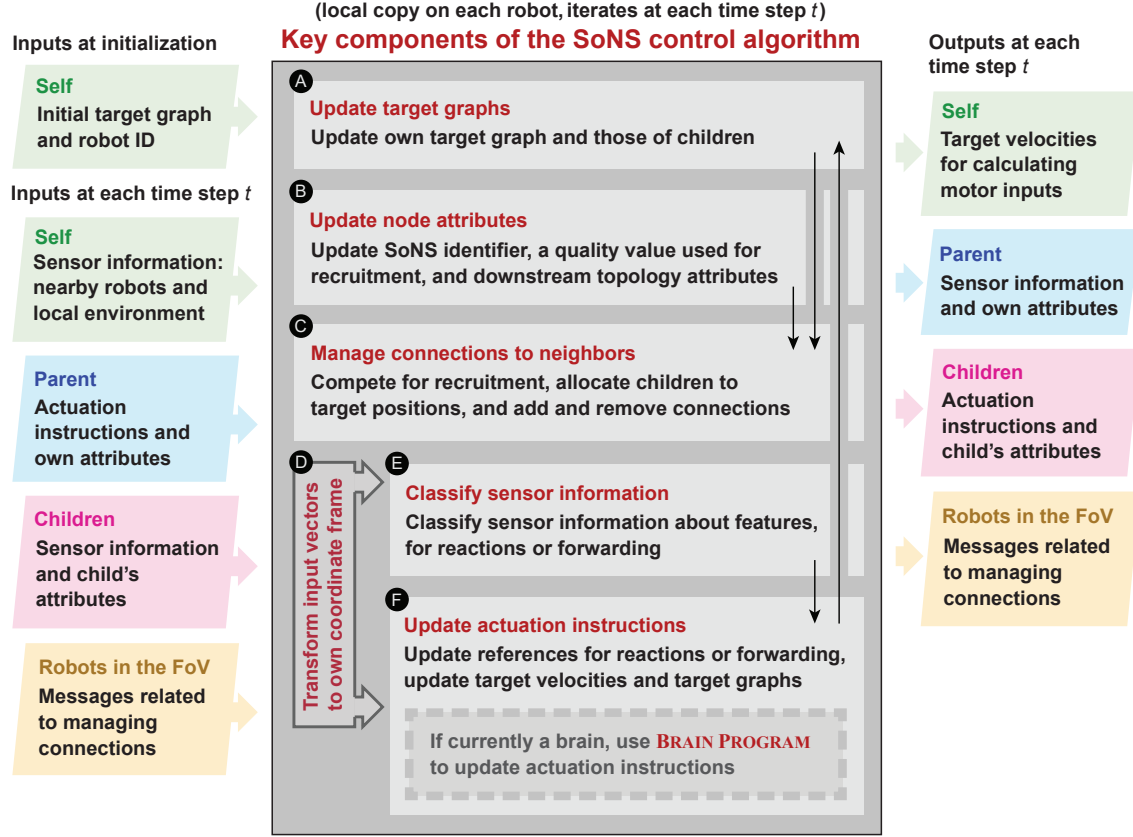 (local copy on each robot, iterates at each time step t)
Key components of the SoNS control algorithm
Inputs at initialization
Self
Initial target graph
and robot ID
Inputs at each time step t
Self
Sensor information:
nearby robots and
local environment
Parent
Actuation
instructions and
own attributes
Children
Sensor information
and child's
attributes
Robots in the FoV
Messages related
to managing
connections
A
Update target graphs
Update own target graph and those of children
B
Update node attributes
Update SoNS identifier, a quality value used for
recruitment, and downstream topology attributes
C
Manage connections to neighbors
Compete for recruitment, allocate children to
target positions, and add and remove connections
D
Transform input vectors
to own coordinate frame
E
Classify sensor information
Classify sensor information about features,
for reactions or forwarding
F
Update actuation instructions
Update references for reactions or forwarding,
update target velocities and target graphs
If currently a brain, use BRAIN PROGRAM
to update actuation instructions
Outputs at each
time step t
Self
Target velocities
for calculating
motor inputs
Parent
Sensor information
and own attributes
Children
Actuation
instructions and
child's attributes
Robots in the FoV
Messages related
to managing
connections